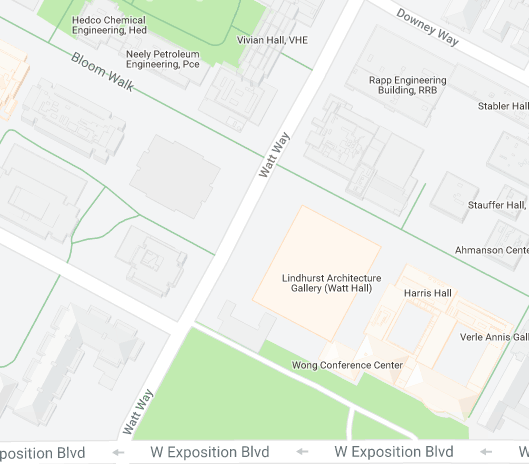 Hedco Chemical
Engineering, Hed
Vivian Hall, VHE
Downey Way
Neely Petroleum
Engineering, Pce
Bloom Walk
Rapp Engineering
Building, RRB
Stabler Hall
Watt Way
Stauffer Hall,
Ahmanson Cente
Lindhurst Architecture
Gallery (Watt Hall)
Harris Hall
Verle Annis Gall
Wong Conference Center
Watt Way
position Blvd
W Exposition Blvd
W Exposition Blvd
W